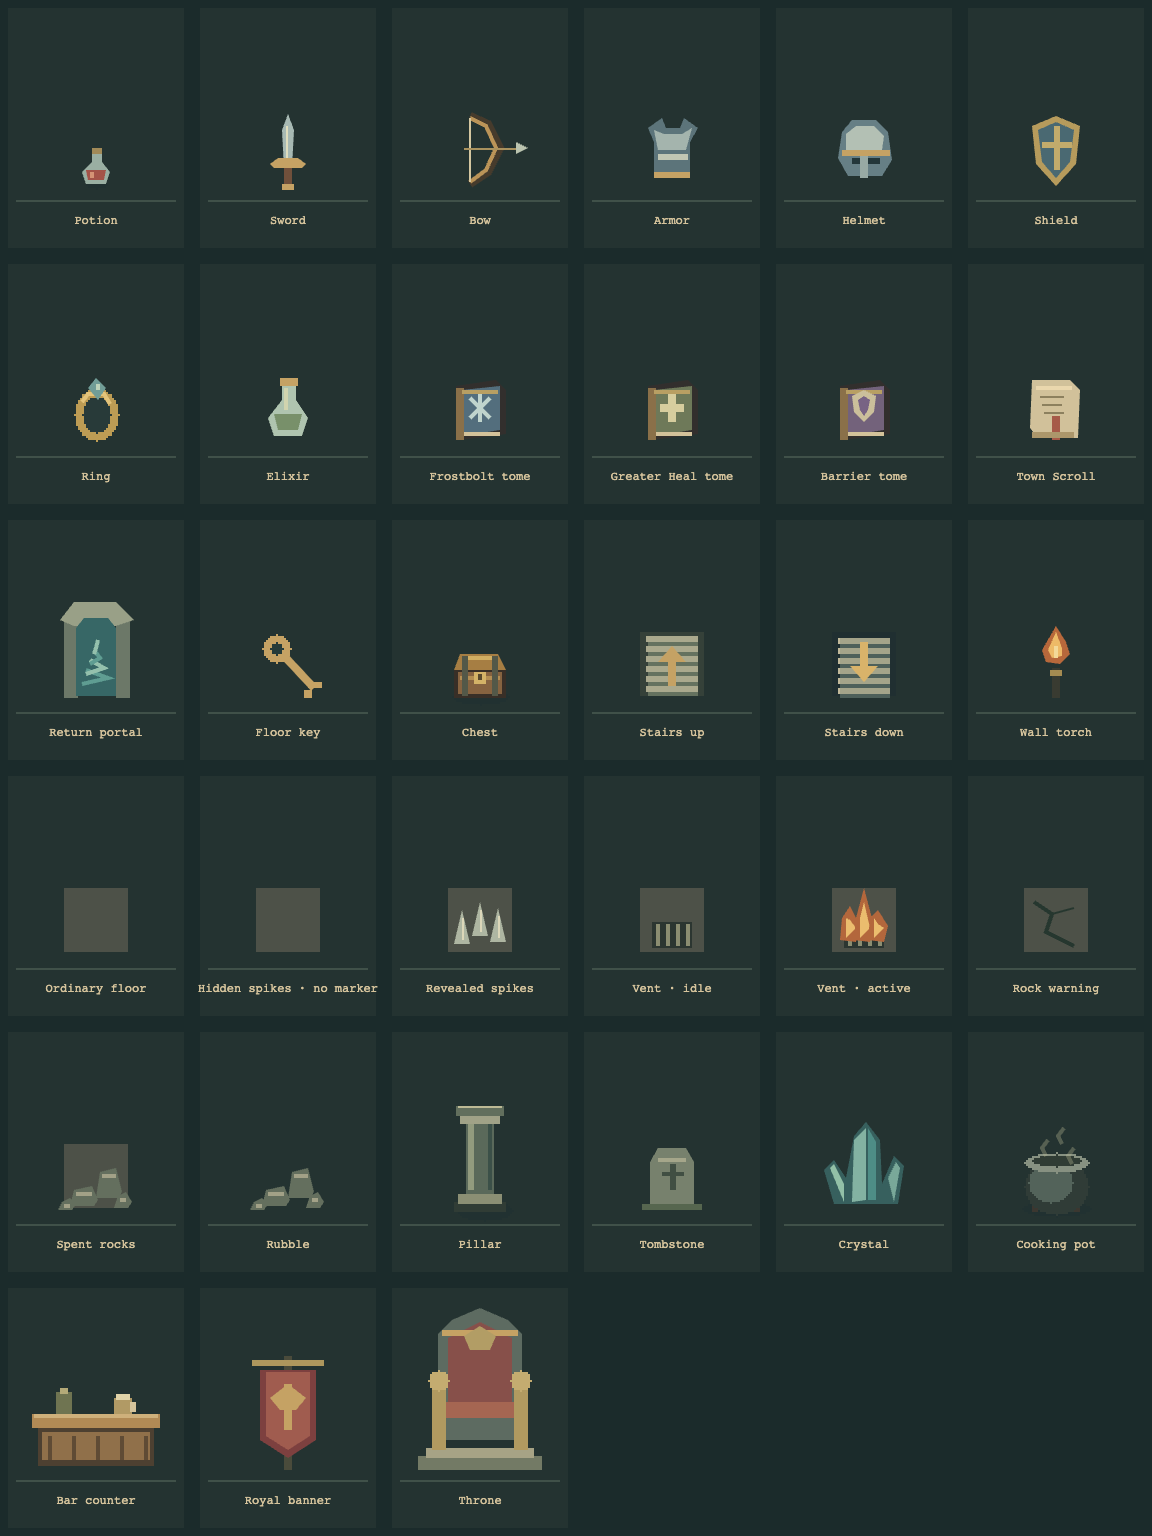 Potion
Sword
Bow
Armor
Helmet
Shield
Ring
Elixir
Frostbolt tome
Greater Heal tome
Barrier tome
Town Scroll
Return portal
Floor key
Chest
Stairs up
Stairs down
Wall torch
Ordinary floor
Hidden spikes · no marker
Revealed spikes
Vent · idle
Vent · active
Rock warning
Spent rocks
Rubble
Pillar
Tombstone
Crystal
Cooking pot
Bar counter
Royal banner
Throne